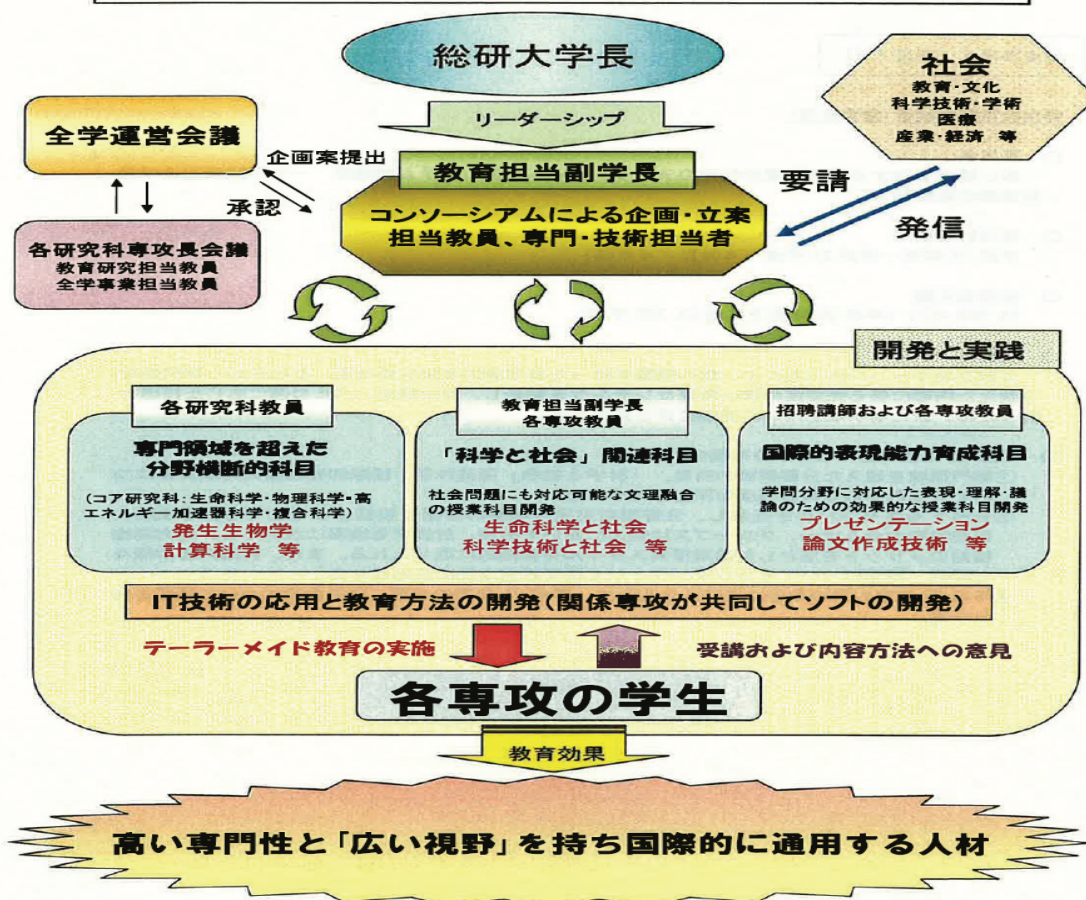 総研大学長
リーダーシップ
教育担当副学長
コンソーシアムによる企画・立案
担当教員、専門・技術担当者
全学運営会議
企画案提出
承認
各研究科専攻長会議
教育研究担当教員
全学事業担当教員
社会
教育・文化
科学技術・学術
医療
産業・経済 等
要請
発信
開発と実践
各研究科教員
専門領域を超えた
分野横断的科目
(コア研究科:生命科学・物理科学・高
エネルギー加速器科学・複合科学)
発生生物学
計算科学 等
教育担当副学長
各専攻教員
「科学と社会」関連科目
社会問題にも対応可能な文理融合
の授業科目開発
生命科学と社会
科学技術と社会 等
招聘講師および各専攻教員
国際的表現能力育成科目
学問分野に対応した表現・理解・議
論のための効果的な授業科目開発
プレゼンテーション
論文作成技術 等
IT技術の応用と教育方法の開発(関係専攻が共同してソフトの開発)
テーラーメイド教育の実施
受講および内容方法への意見
各専攻の学生
教育効果
高い専門性と「広い視野」を持ち国際的に通用する人材